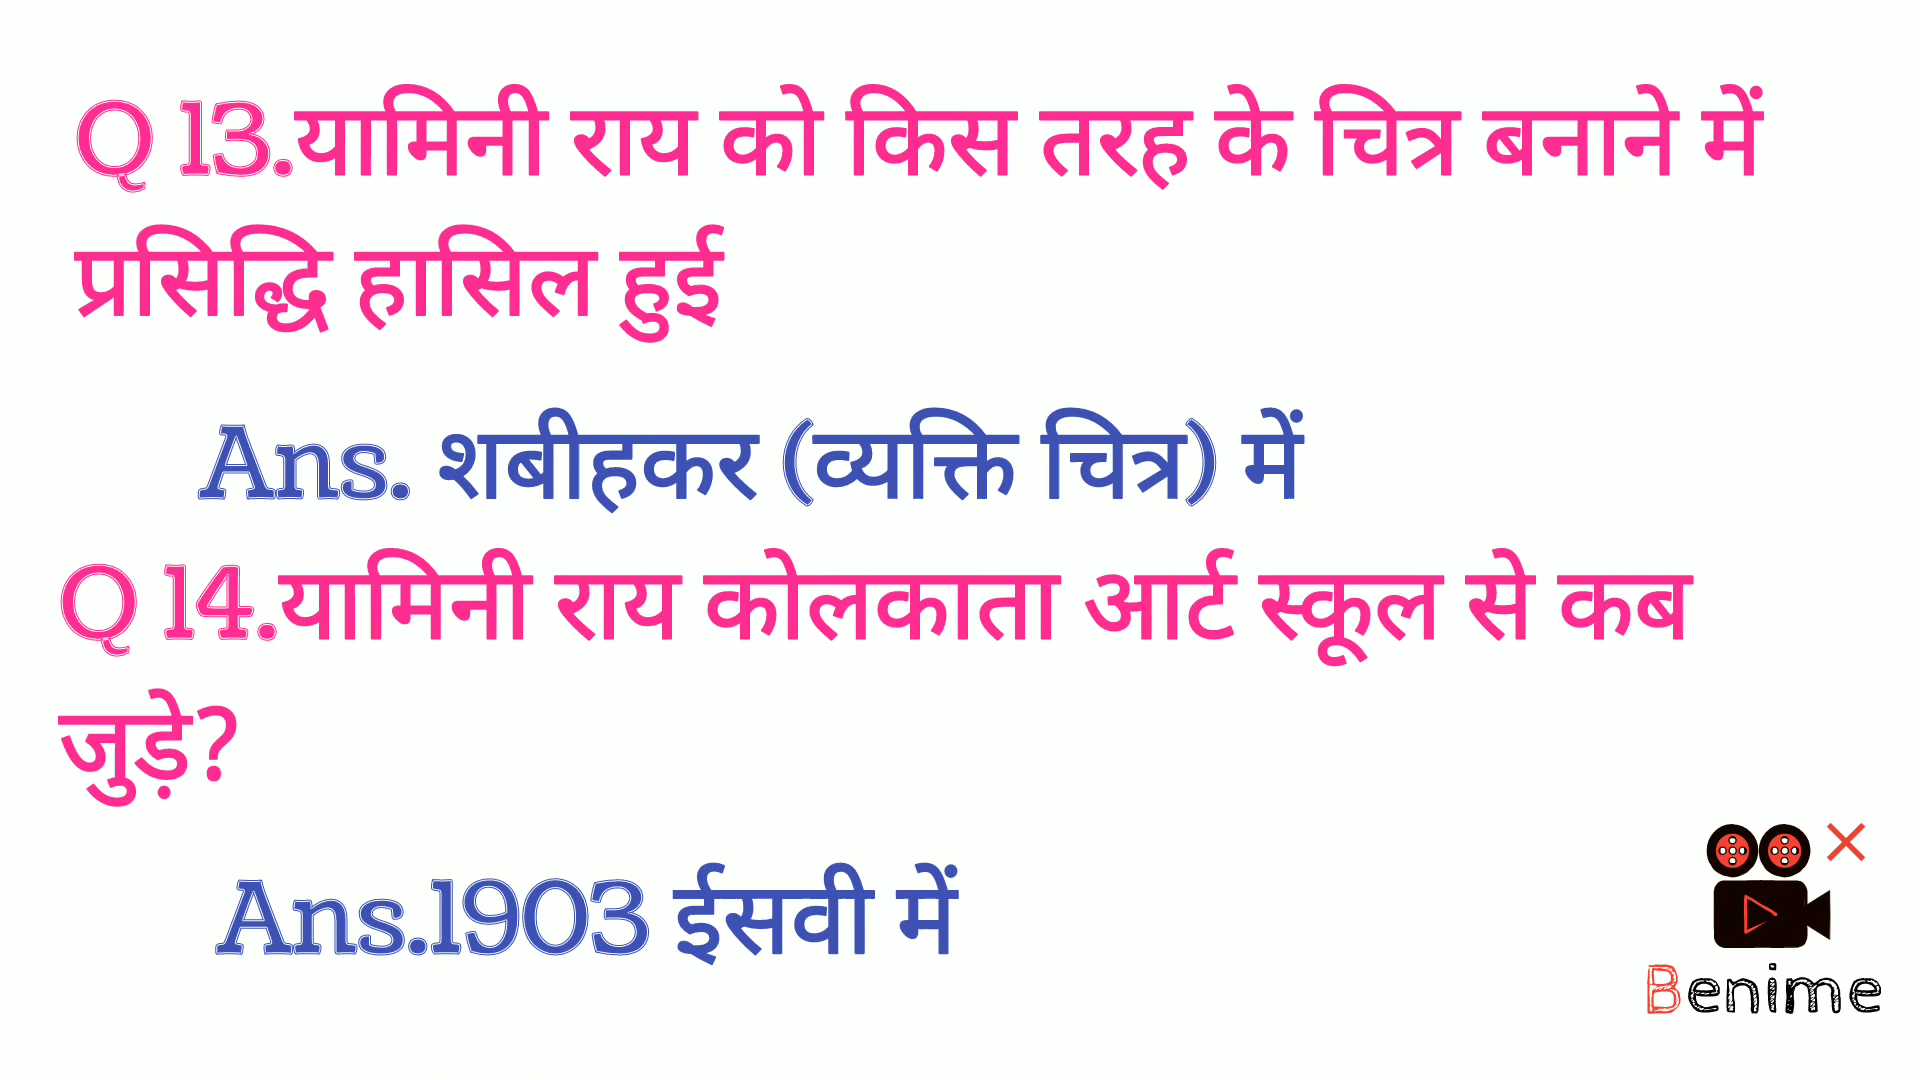 Q 13.यामिनी राय को किस तरह के चित्र बनाने में
प्रसिद्धि हासिल हुई
Ans. शबीहकर (व्यक्ति चित्र) में
Q 14.यामिनी राय कोलकाता आर्ट स्कूल से कब
जुड़े?
Ans.1903 ईसवी में
Benime